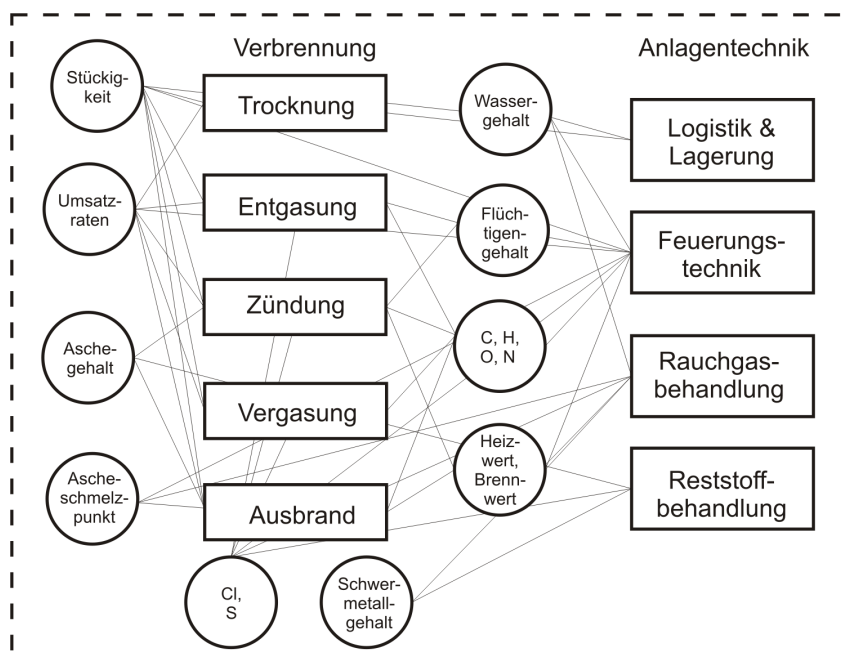 Verbrennung
Anlagentechnik
Stückig-
keit
Trocknung
Wasser-
gehalt
Logistik &
Lagerung
Umsatz-
raten
Entgasung
Flüch-
tigen-
gehalt
Feuerungs-
technik
Zündung
Asche-
gehalt
C, H,
O, N
Rauchgas-
behandlung
Vergasung
Heiz-
wert,
Brenn-
wert
Asche-
schmelz-
punkt
Ausbrand
Reststoff-
behandlung
Cl,
S
Schwer-
metall-
gehalt